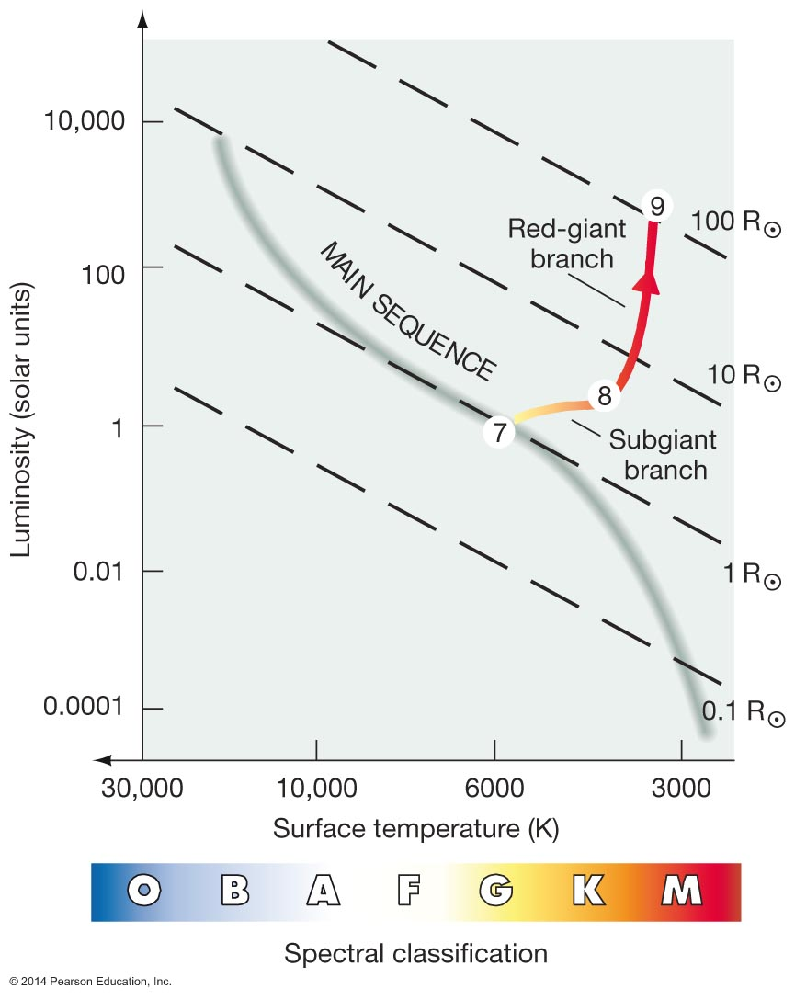 10,000
100
1
0.01
0.0001
Luminosity (solar units)
MAIN SEQUENCE
Red-giant
branch
9
8
7
Subgiant
branch
100 R☉
10 R☉
1 R☉
0.1 R☉
30,000
10,000
6000
3000
Surface temperature (K)
O B A F G K M
Spectral classification
© 2014 Pearson Education, Inc.